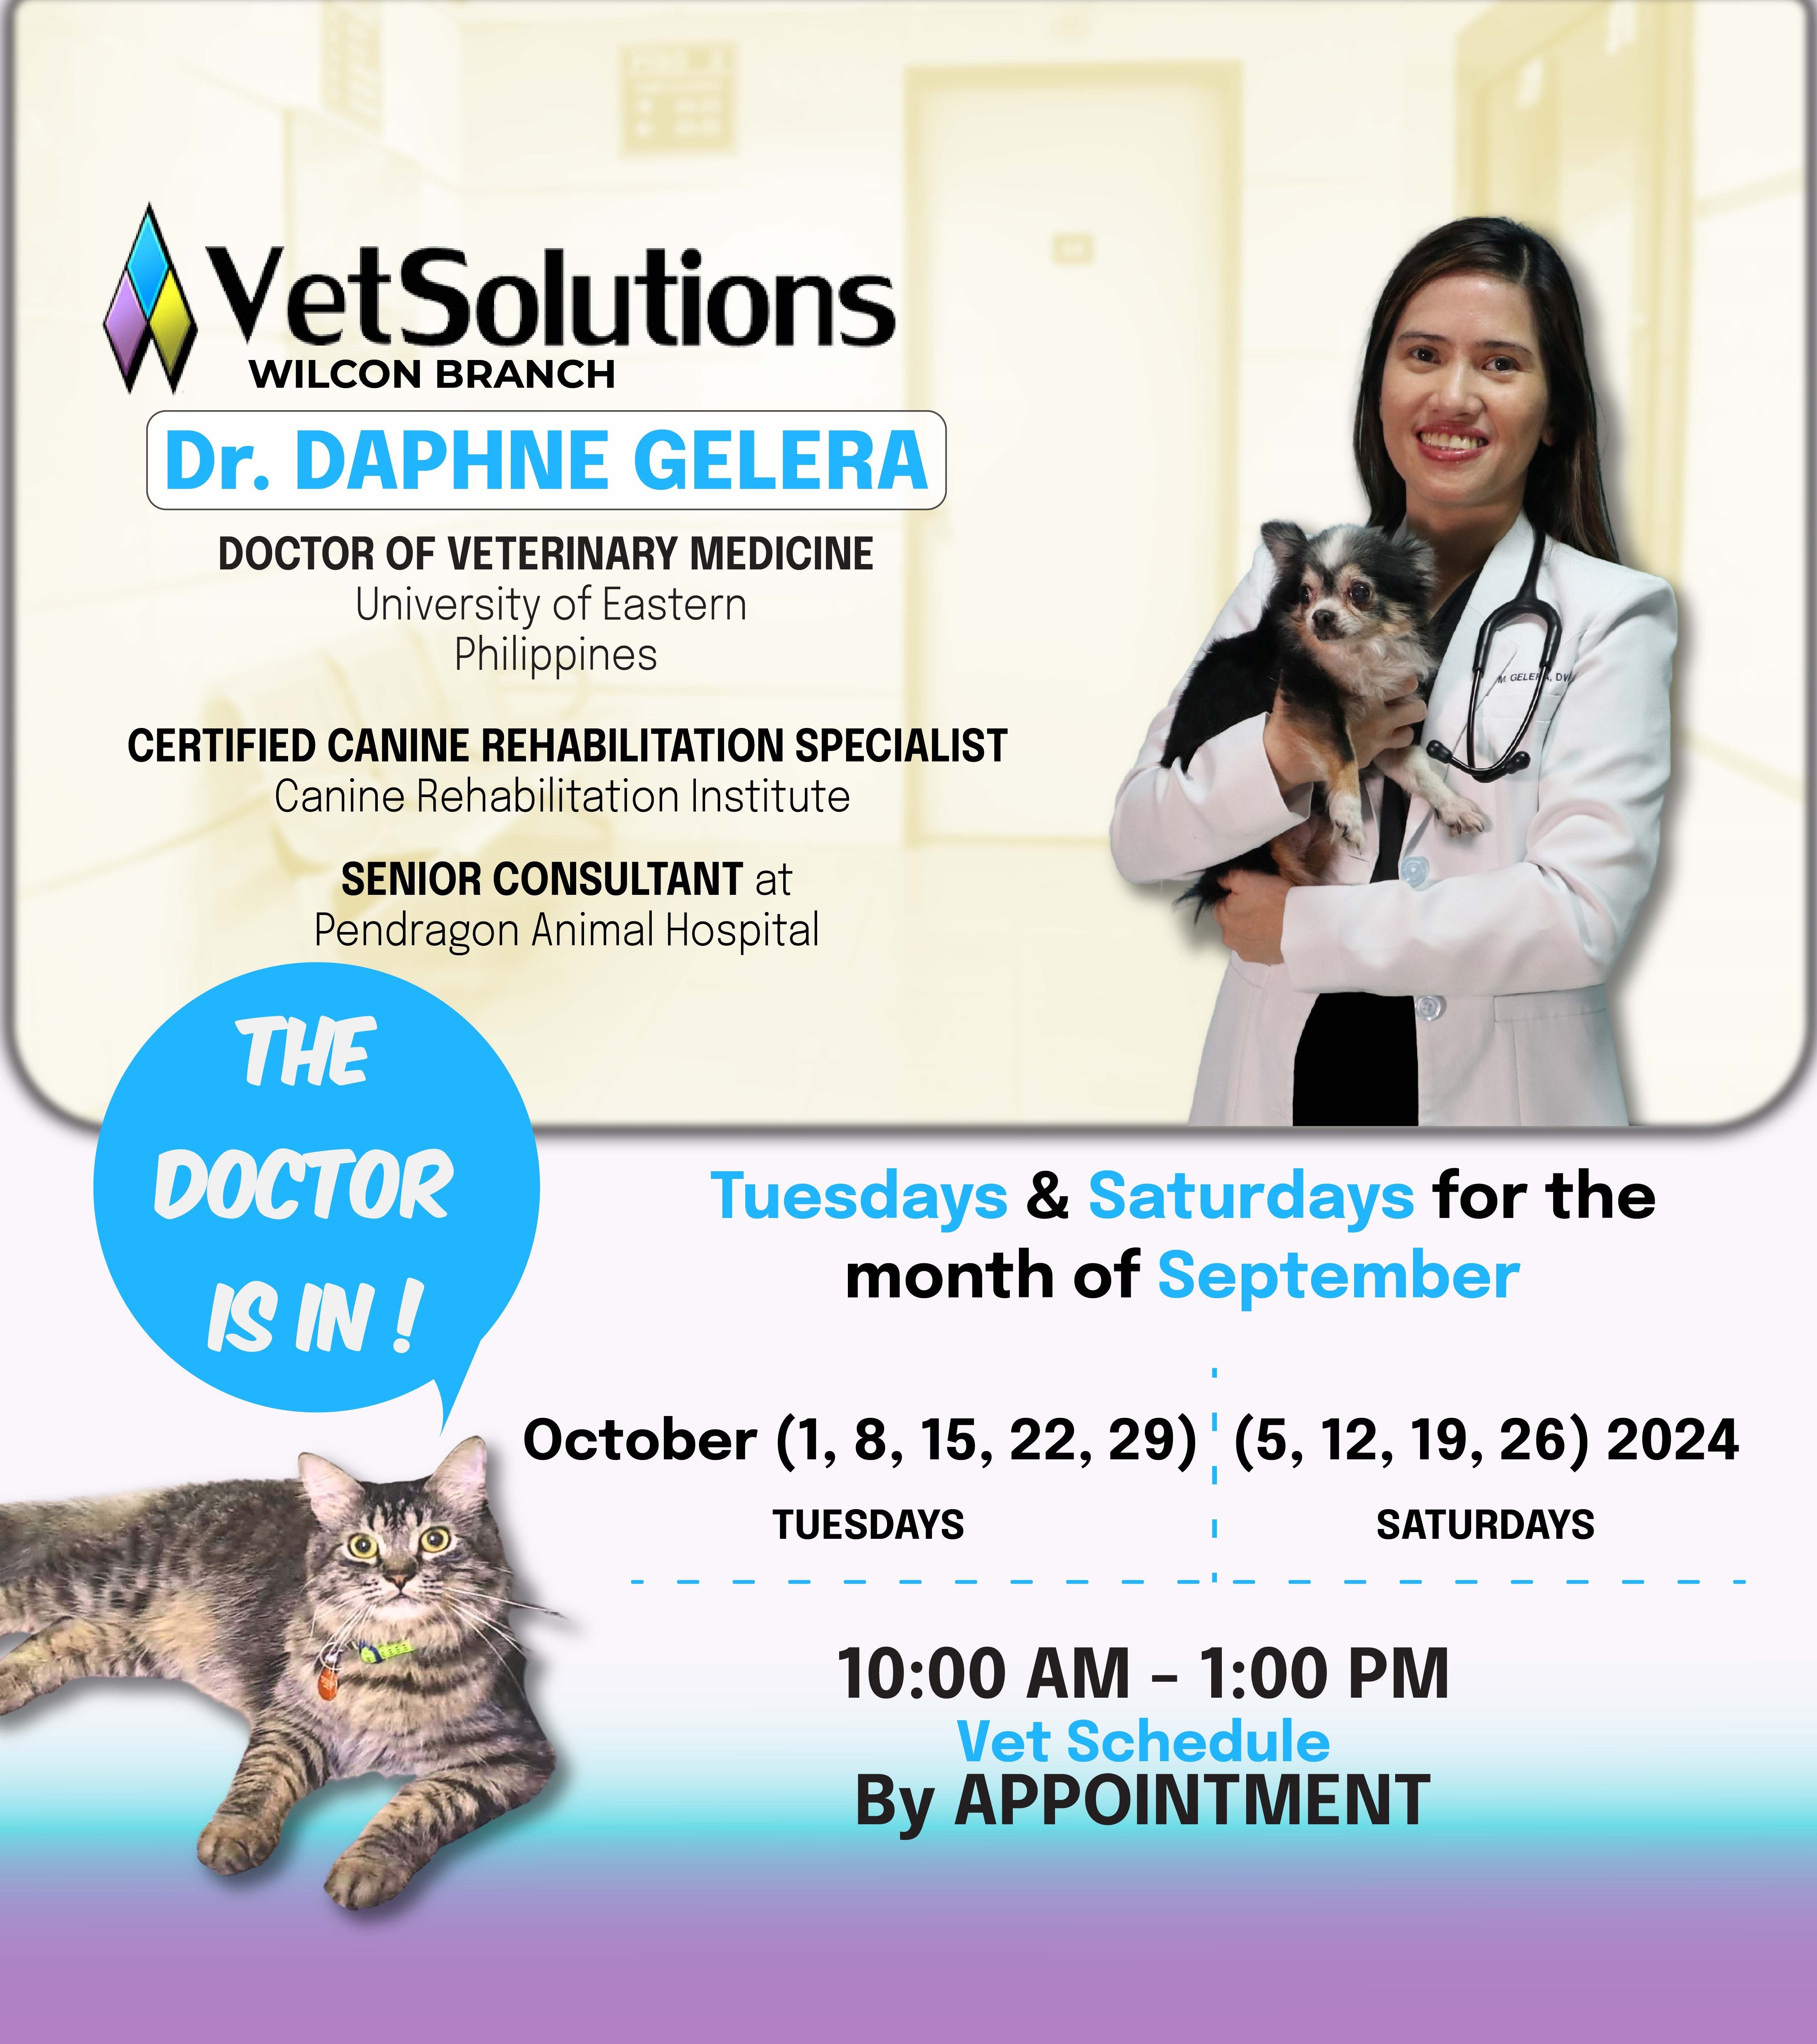 VetSolutions
WILCON BRANCH
Dr. DAPHNE GELERA
DOCTOR OF VETERINARY MEDICINE
University of Eastern
Philippines
CERTIFIED CANINE REHABILITATION SPECIALIST
Canine Rehabilitation Institute
SENIOR CONSULTANT at
Pendragon Animal Hospital
M. GELERA, DV
THE
DOCTOR
IS IN !
Tuesdays & Saturdays for the
month of September
October (1, 8, 15, 22, 29) (5, 12, 19, 26) 2024
TUESDAYS SATURDAYS
10:00 AM – 1:00 PM
Vet Schedule
By APPOINTMENT